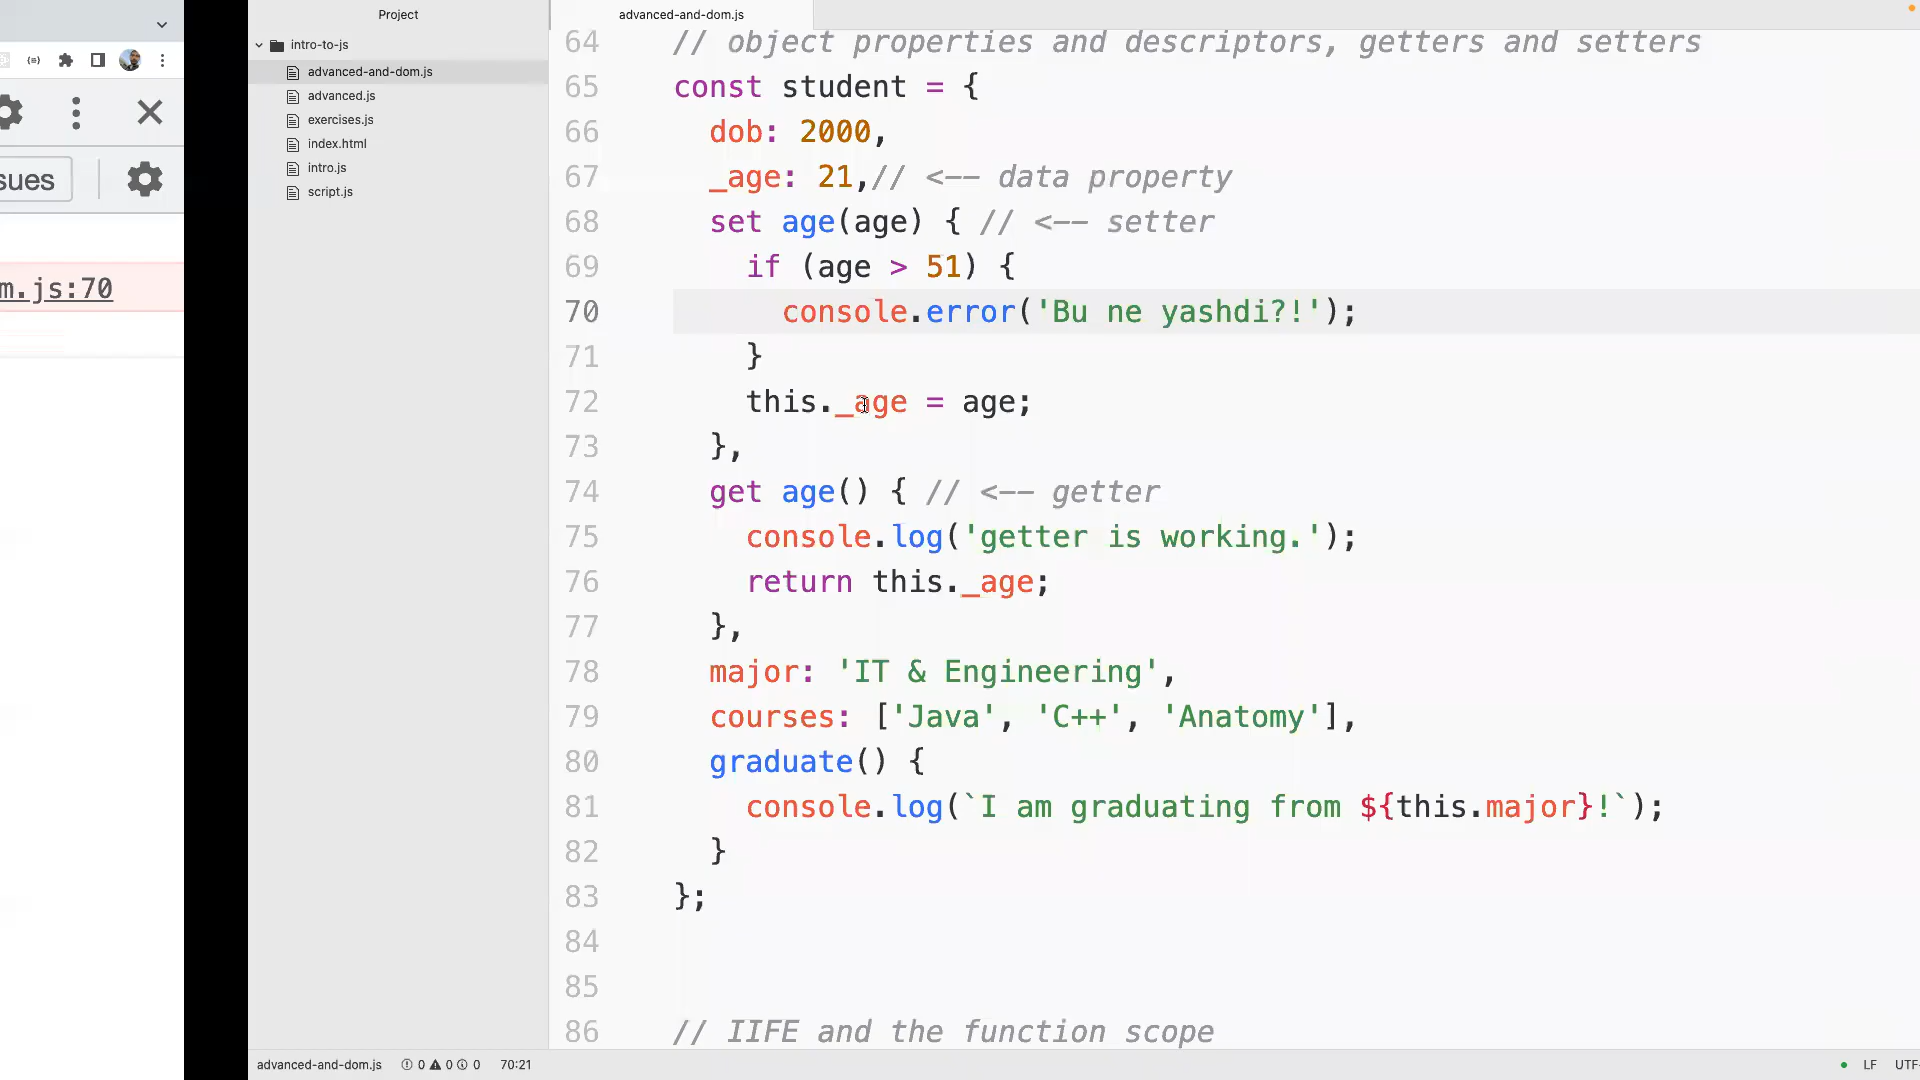 Project
intro-to-js
advanced-and-dom.js
advanced.js
exercises.js
index.html
intro.js
script.js
sues
m.js:70
advanced-and-dom.js
64 // object properties and descriptors, getters and setters
65 const student = {
66 dob: 2000,
67 _age: 21,// <-- data property
68 set age(age) { // <-- setter
69 if (age > 51) {
70 console.error('Bu ne yashdi?!');
71 }
72 this._age = age;
73 },
74 get age() { // <-- getter
75 console.log('getter is working.');
76 return this._age;
77 },
78 major: 'IT & Engineering',
79 courses: ['Java', 'C++', 'Anatomy'],
80 graduate() {
81 console.log(`I am graduating from ${this.major}!`);
82 }
83 };
84
85
86 // IIFE and the function scope
advanced-and-dom.js 0 0 0 70:21
LF UTF-